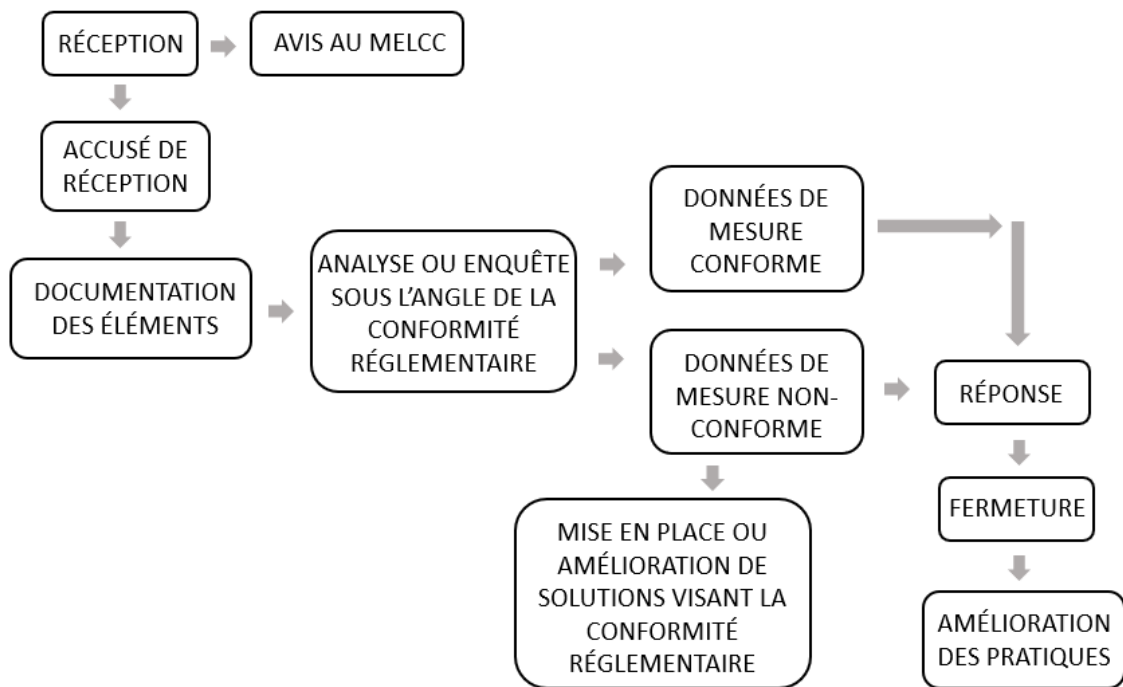 RÉCEPTION
AVIS AU MELCC
ACCUSÉ DE
RÉCEPTION
DOCUMENTATION
DES ÉLÉMENTS
ANALYSE OU ENQUÊTE
SOUS L’ANGLE DE LA
CONFORMITÉ
RÉGLEMENTAIRE
DONNÉES DE
MESURE
CONFORME
DONNÉES DE
MESURE NON-
CONFORME
MISE EN PLACE OU
AMÉLIORATION DE
SOLUTIONS VISANT LA
CONFORMITÉ
RÉGLEMENTAIRE
RÉPONSE
FERMETURE
AMÉLIORATION
DES PRATIQUES